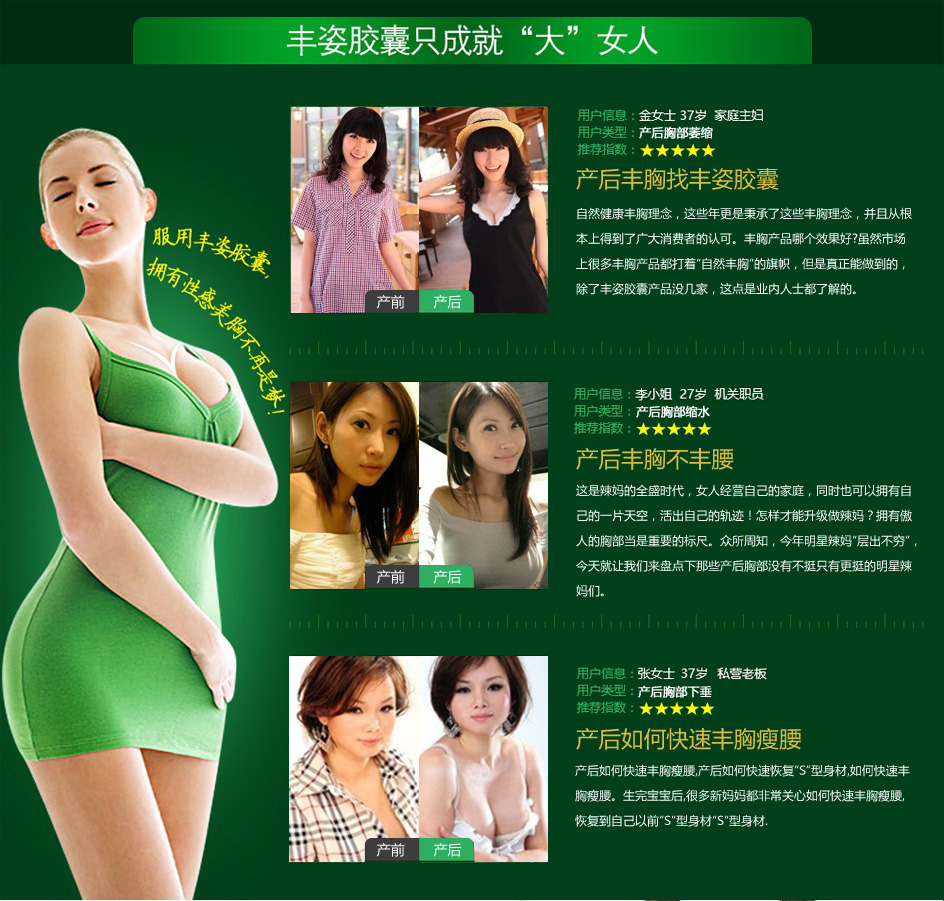 丰姿胶囊只成就“大”女人
服用丰姿胶囊,
拥有性感美胸不再是梦!
产前
产后
用户信息：金女士 37岁 家庭主妇
用户类型：产后胸部萎缩
推荐指数：★★★★★
产后丰胸找丰姿胶囊
自然健康丰胸理念，这些年更是秉承了这些丰胸理念，并且从根
本上得到了广大消费者的认可。丰胸产品哪个效果好?虽然市场
上很多丰胸产品都打着“自然丰胸”的旗帜，但是真正能做到的，
除了丰姿胶囊产品没几家，这点是业内人士都了解的。
产前
产后
用户信息：李小姐 27岁 机关职员
用户类型：产后胸部缩水
推荐指数：★★★★★
产后丰胸不丰腰
这是辣妈的全盛时代，女人经营自己的家庭，同时也可以拥有自
己的一片天空，活出自己的轨迹！怎样才能升级做辣妈？拥有傲
人的胸部当是重要的标尺。众所周知，今年明星辣妈“层出不穷”，
今天就让我们来盘点下那些产后胸部没有不挺只有更挺的明星辣
妈们。
产前
产后
用户信息：张女士 37岁 私营老板
用户类型：产后胸部下垂
推荐指数：★★★★★
产后如何快速丰胸瘦腰
产后如何快速丰胸瘦腰,产后如何快速恢复“S”型身材,如何快速丰
胸瘦腰。生完宝宝后,很多新妈妈都非常关心如何快速丰胸瘦腰,
恢复到自己以前“S”型身材“S”型身材.